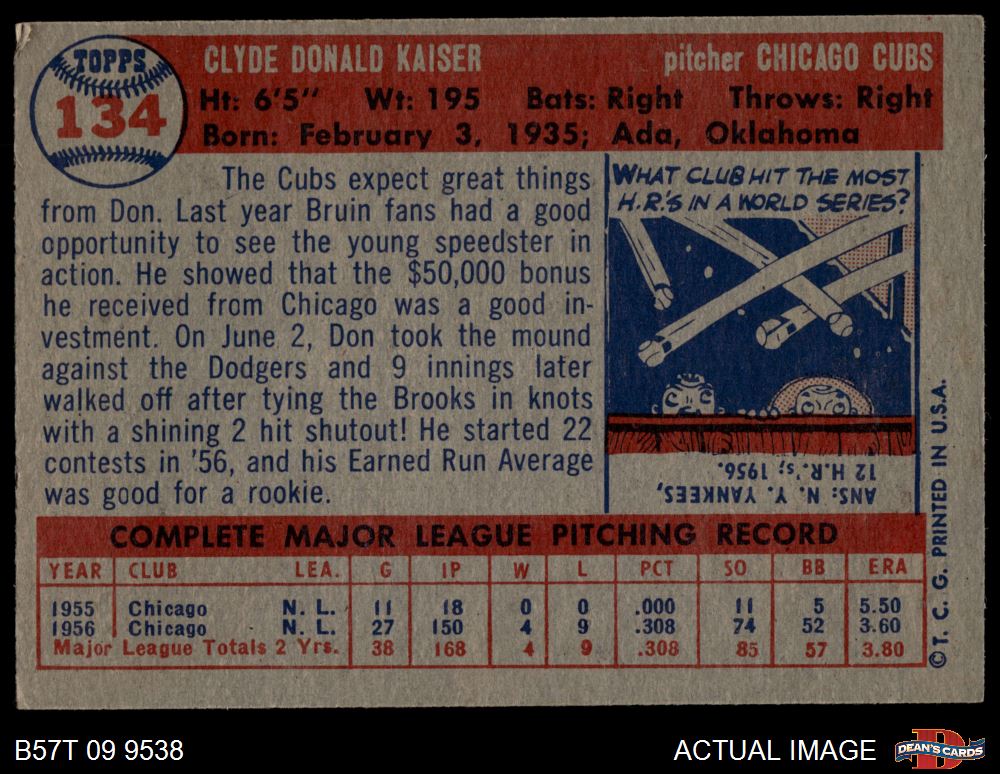 TOPPS
134
CLYDE DONALD KAISER pitcher CHICAGO CUBS
Ht: 6'5" Wt: 195 Bats: Right Throws: Right
Born: February 3, 1935; Ada, Oklahoma
The Cubs expect great things
from Don. Last year Bruin fans had a good
opportunity to see the young speedster in
action. He showed that the $50,000 bonus
he received from Chicago was a good in-
vestment. On June 2, Don took the mound
against the Dodgers and 9 innings later
walked off after tying the Brooks in knots
with a shining 2 hit shutout! He started 22
contests in '56, and his Earned Run Average
was good for a rookie.
WHAT CLUB HIT THE MOST
H.R.'S IN A WORLD SERIES?
ANS: N. Y. YANKEES,
12 H.R.'s; 1956.
COMPLETE MAJOR LEAGUE PITCHING RECORD
YEAR CLUB LEA. G IP W L PCT SO BB ERA
1955 Chicago N. L. 11 18 0 0 .000 11 5 5.50
1956 Chicago N. L. 27 150 4 9 .308 74 52 3.60
Major League Totals 2 Yrs. 38 168 4 9 .308 85 57 3.80
©T. C. G. PRINTED IN U.S.A.
B57T 09 9538
ACTUAL IMAGE
D
DEAN'S CARDS